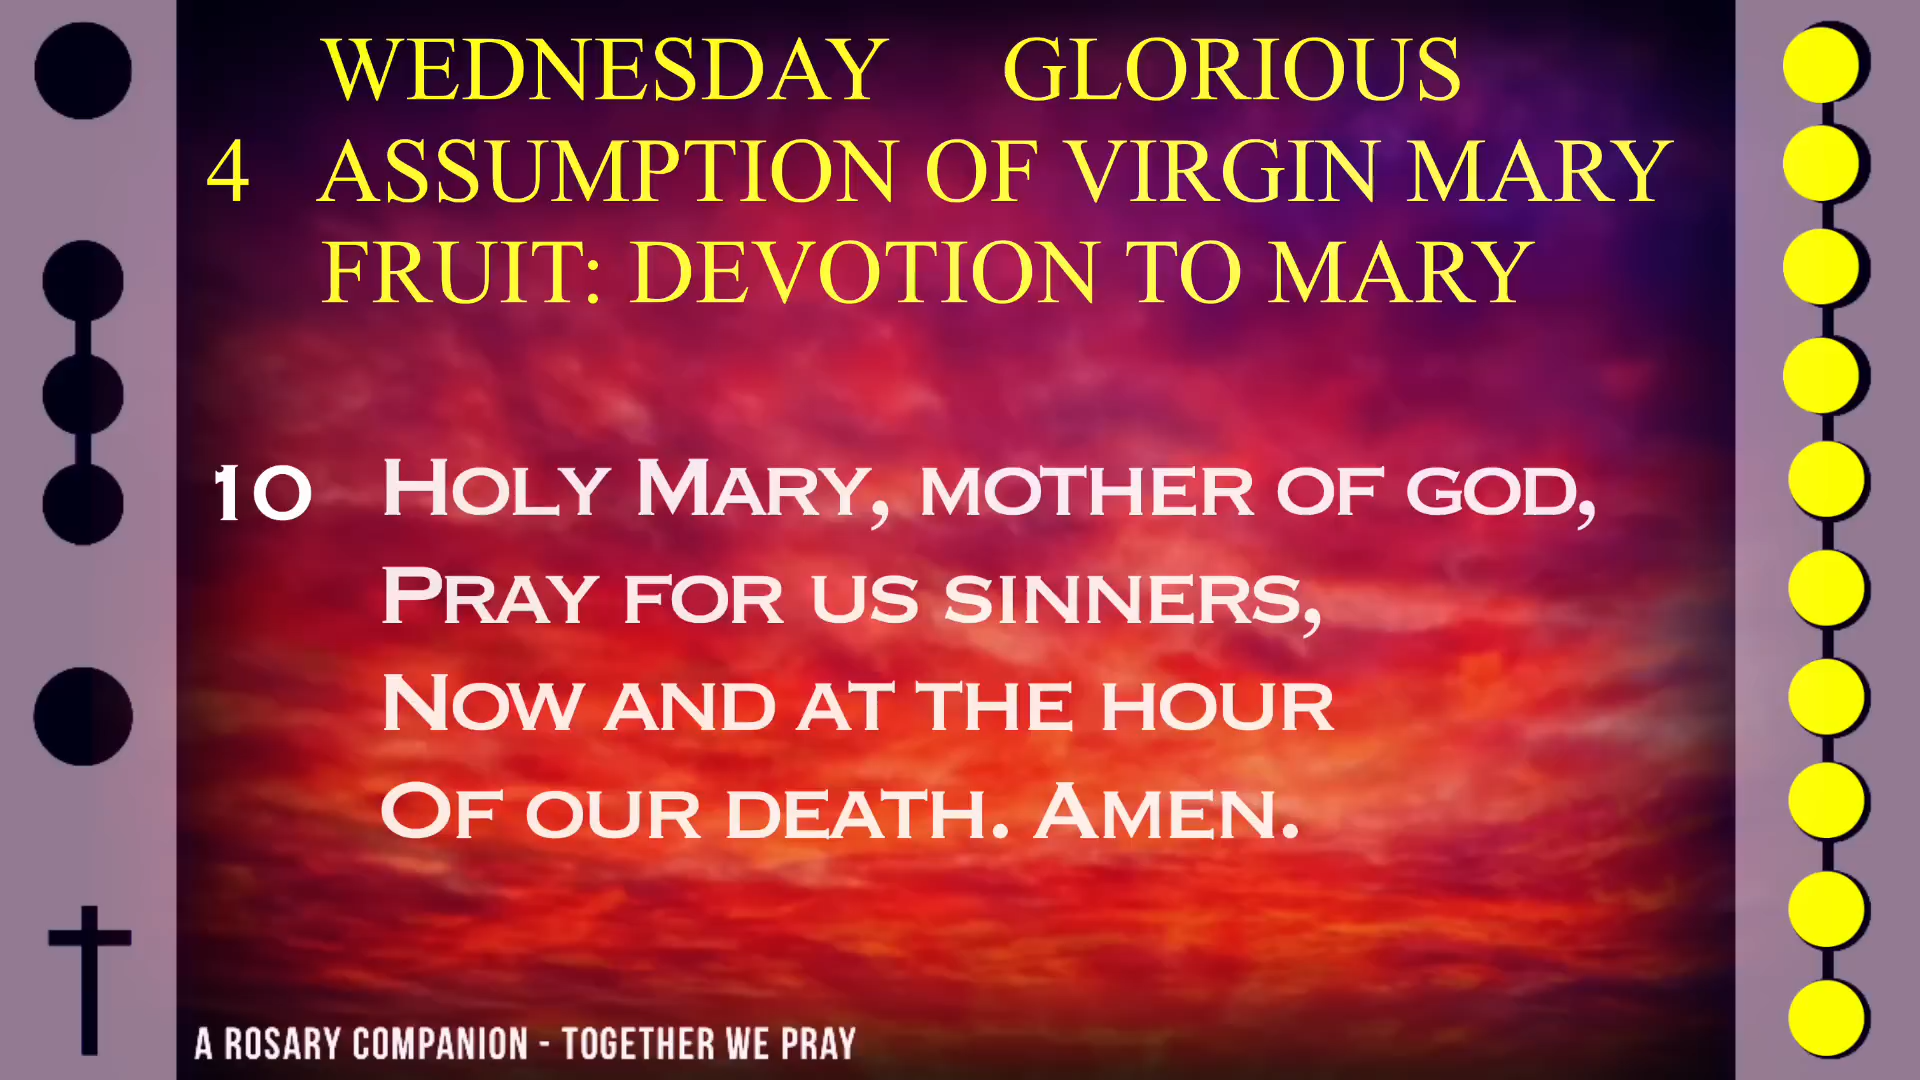 WEDNESDAY GLORIOUS
4 ASSUMPTION OF VIRGIN MARY
FRUIT: DEVOTION TO MARY
10 HOLY MARY, MOTHER OF GOD,
PRAY FOR US SINNERS,
NOW AND AT THE HOUR
OF OUR DEATH. AMEN.
A ROSARY COMPANION - TOGETHER WE PRAY